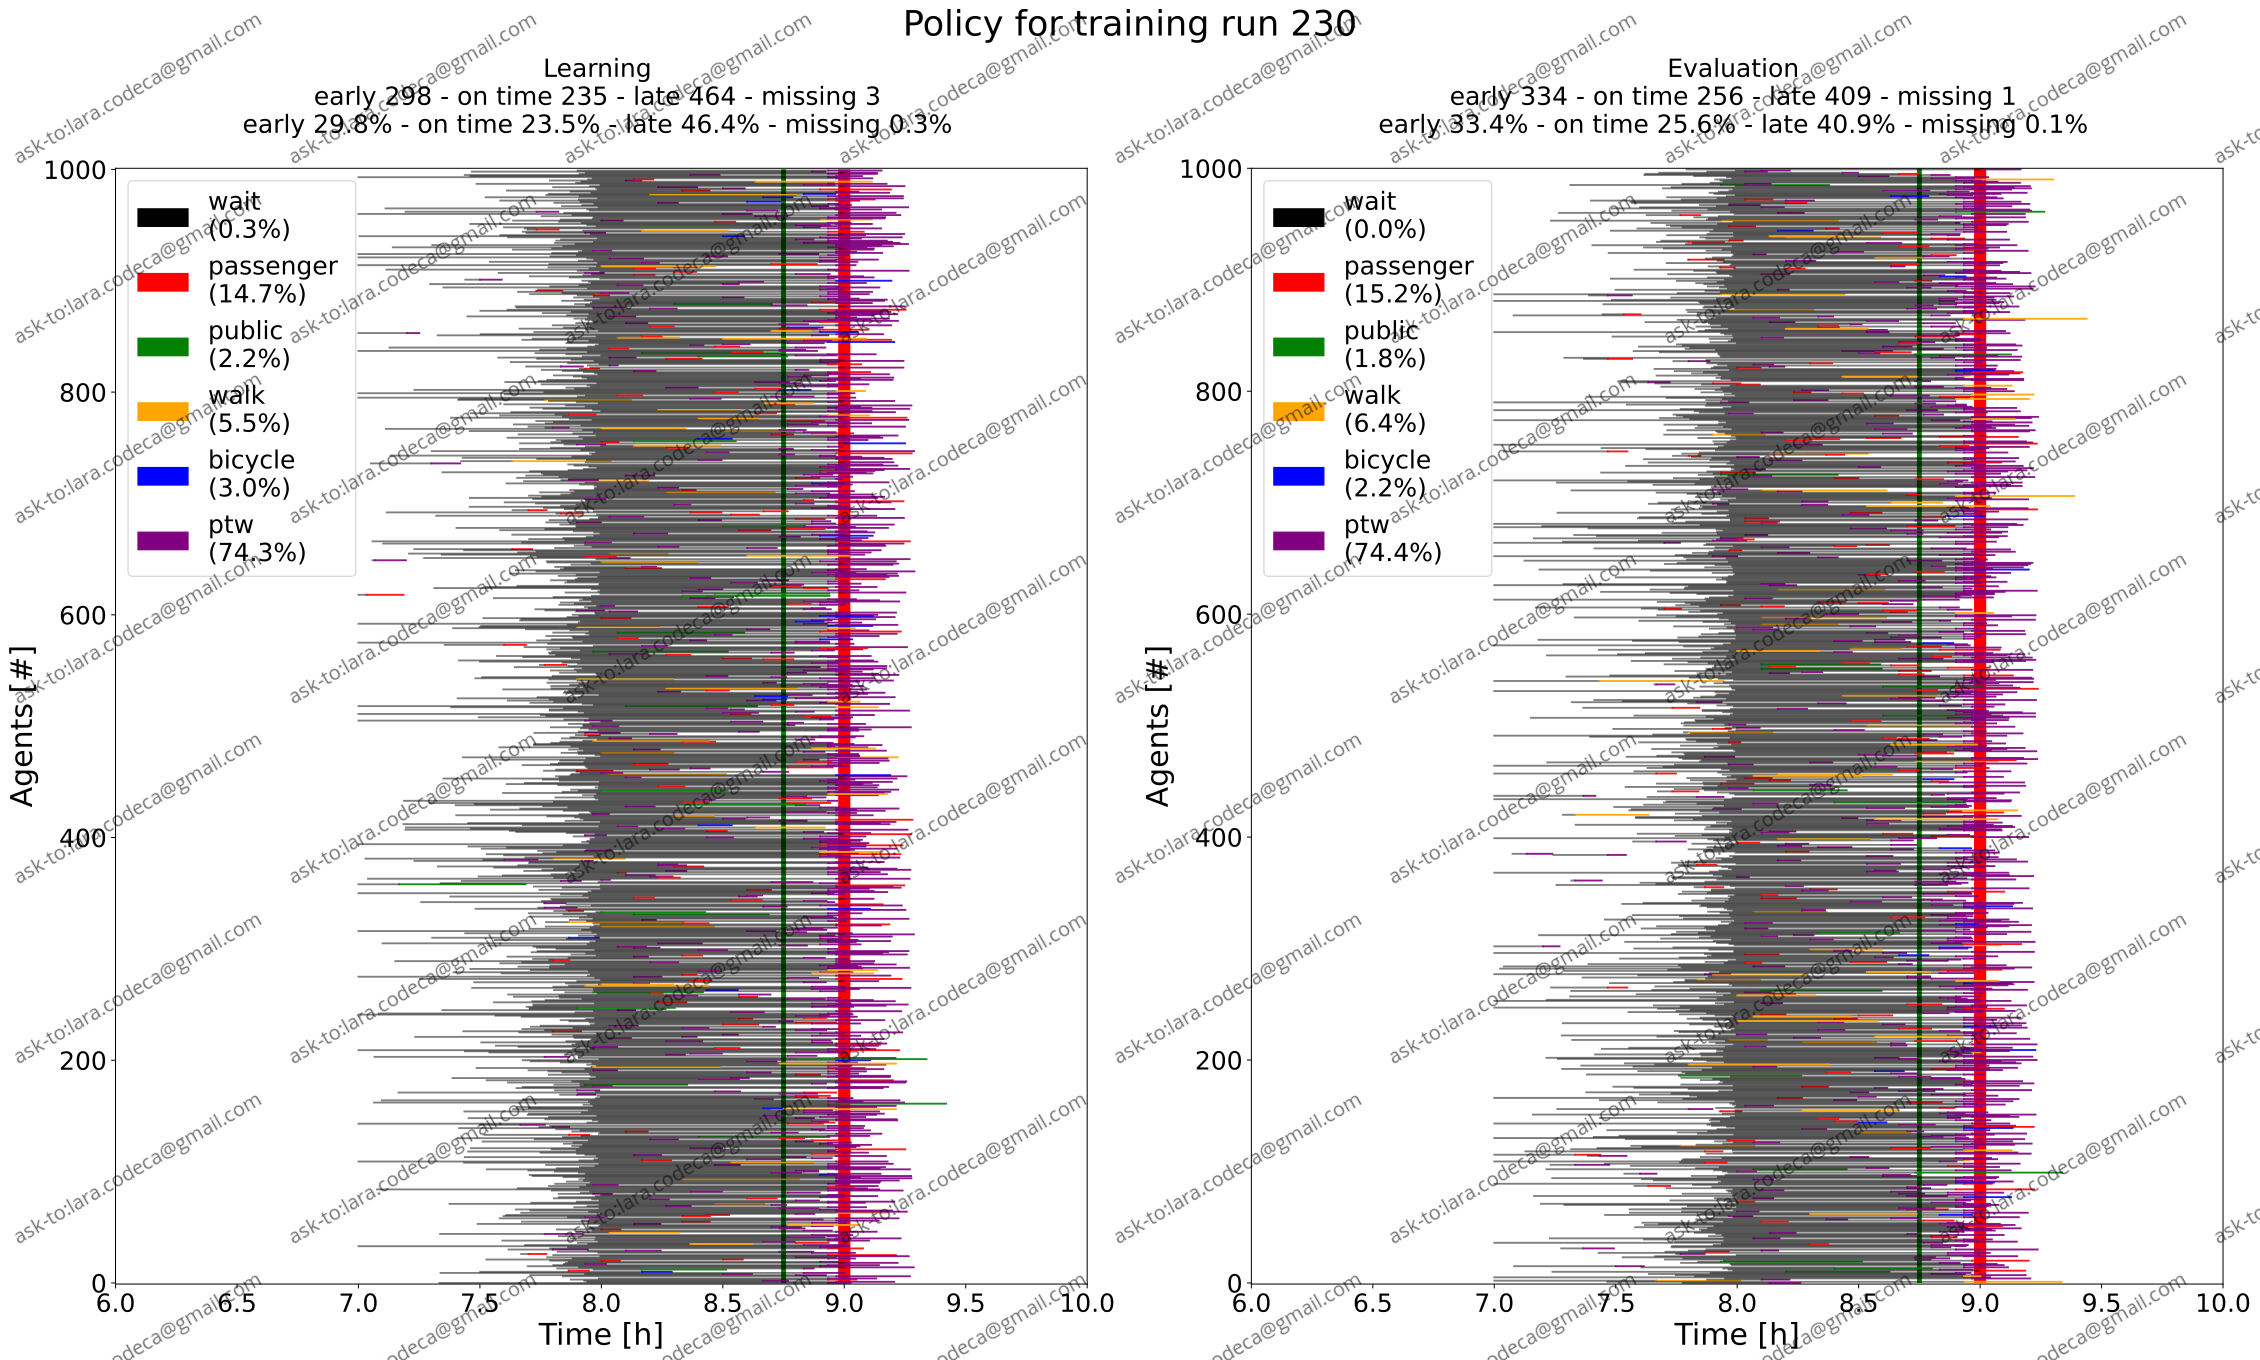 Policy for training run 230
Learning
early 298 - on time 235 - late 464 - missing 3
early 29.8% - on time 23.5% - late 46.4% - missing 0.3%
1000
800
600
400
200
0
Agents [#]
wait
(0.3%)
passenger
(14.7%)
public
(2.2%)
walk
(5.5%)
bicycle
(3.0%)
ptw
(74.3%)
6.0 6.5 7.0 7.5 8.0 8.5 9.0 9.5 10.0
Time [h]
Evaluation
early 334 - on time 256 - late 409 - missing 1
early 33.4% - on time 25.6% - late 40.9% - missing 0.1%
1000
800
600
400
200
0
Agents [#]
wait
(0.0%)
passenger
(15.2%)
public
(1.8%)
walk
(6.4%)
bicycle
(2.2%)
ptw
(74.4%)
6.0 6.5 7.0 7.5 8.0 8.5 9.0 9.5 10.0
Time [h]
ask-to:lara.codeca@gmail.com